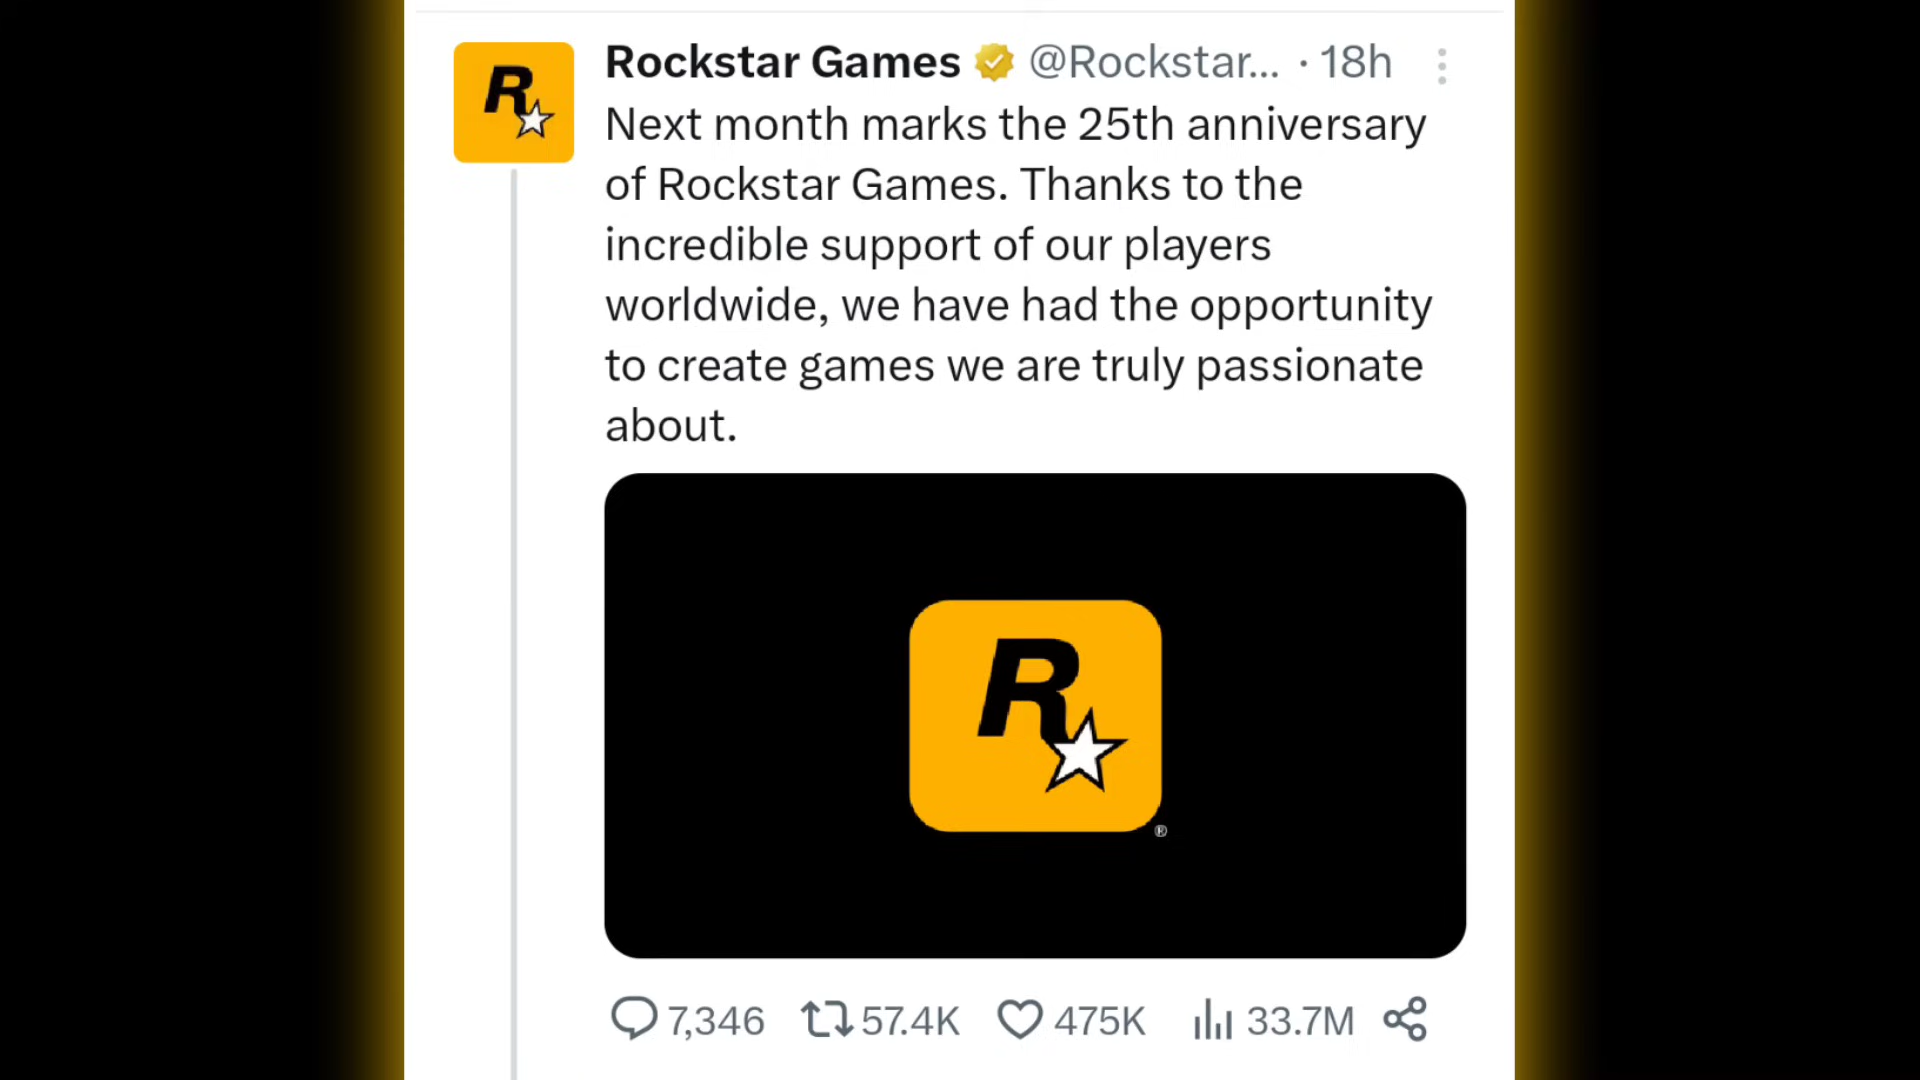 Rockstar Games @Rockstar... · 18h
Next month marks the 25th anniversary
of Rockstar Games. Thanks to the
incredible support of our players
worldwide, we have had the opportunity
to create games we are truly passionate
about.
R
R
®
7,346 57.4K 475K 33.7M